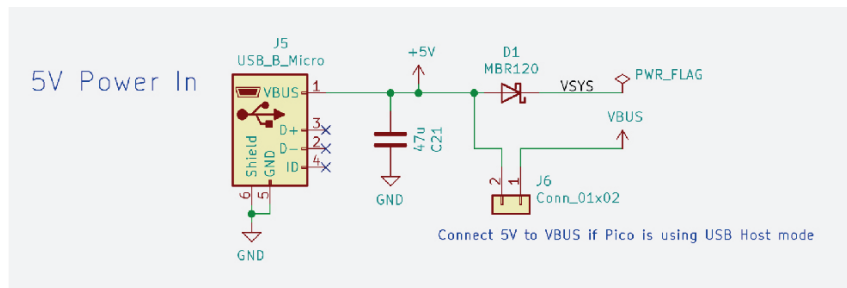 J5
USB_B_Micro
5V Power In
VBUS
1
D+
3
D-
2
ID
4
Shield
GND
6
5
GND
+5V
47u
C21
GND
D1
MBR120
VSYS
PWR_FLAG
VBUS
2
1
J6
Conn_01x02
Connect 5V to VBUS if Pico is using USB Host mode